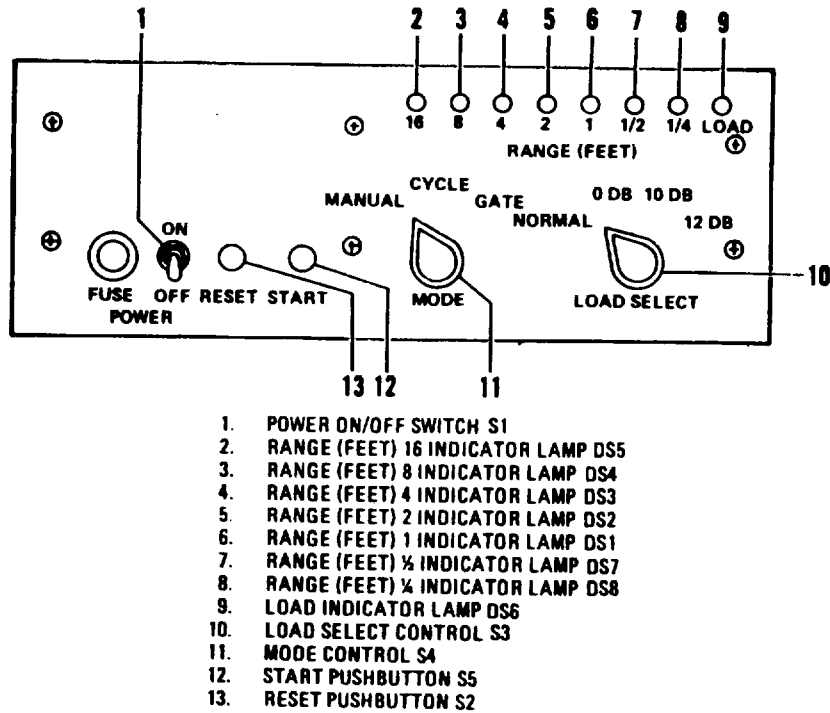 1 2 3 4 5 6 7 8 9
16 8 4 2 1 1/2 1/4 LOAD
RANGE (FEET)
CYCLE
MANUAL GATE
0 DB 10 DB
NORMAL 12 DB
ON
10
FUSE OFF RESET START MODE LOAD SELECT
POWER
13 12 11
1. POWER ON/OFF SWITCH S1
2. RANGE (FEET) 16 INDICATOR LAMP DS5
3. RANGE (FEET) 8 INDICATOR LAMP DS4
4. RANGE (FEET) 4 INDICATOR LAMP DS3
5. RANGE (FEET) 2 INDICATOR LAMP DS2
6. RANGE (FEET) 1 INDICATOR LAMP DS1
7. RANGE (FEET) ½ INDICATOR LAMP DS7
8. RANGE (FEET) ¼ INDICATOR LAMP DS8
9. LOAD INDICATOR LAMP DS6
10. LOAD SELECT CONTROL S3
11. MODE CONTROL S4
12. START PUSHBUTTON S5
13. RESET PUSHBUTTON S2